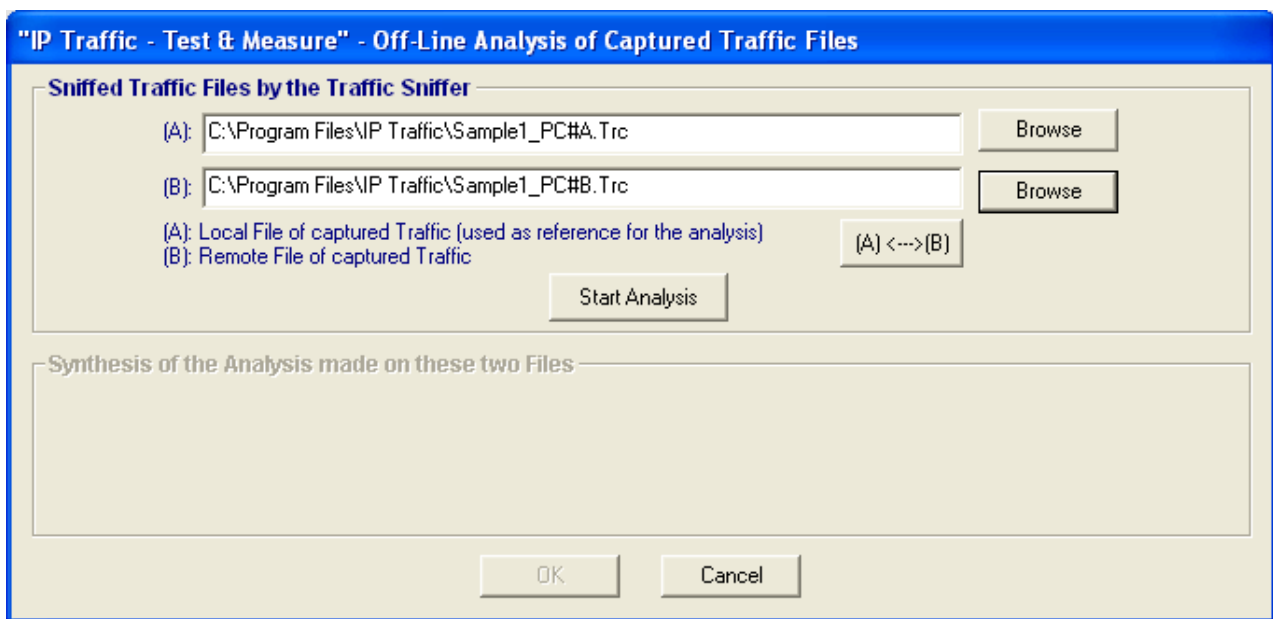 "IP Traffic - Test & Measure" - Off-Line Analysis of Captured Traffic Files
Sniffed Traffic Files by the Traffic Sniffer
(A): C:\Program Files\IP Traffic\Sample1_PC#A.Trc Browse
(B): C:\Program Files\IP Traffic\Sample1_PC#B.Trc Browse
(A): Local File of captured Traffic (used as reference for the analysis)
(B): Remote File of captured Traffic
(A) <--->(B)
Start Analysis
Synthesis of the Analysis made on these two Files
OK Cancel